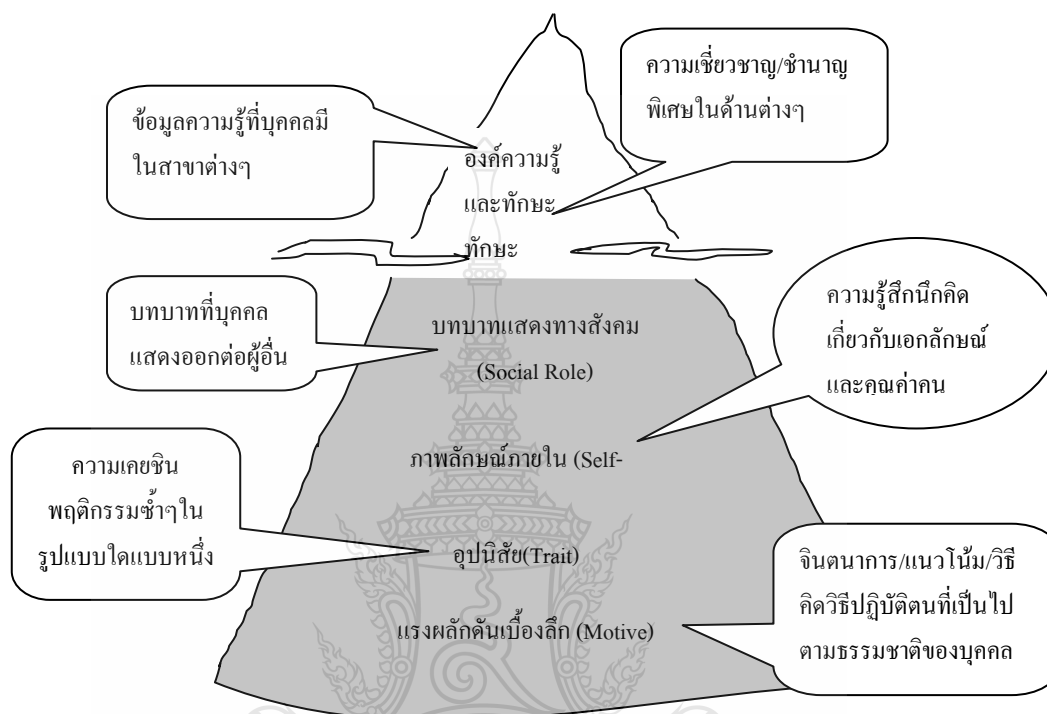 ความเชี่ยวชาญ/ชำนาญ
พิเศษในด้านต่างๆ
ข้อมูลความรู้ที่บุคคลมี
ในสาขาต่างๆ
องค์ความรู้
และทักษะ
ทักษะ
บทบาทที่บุคคล
แสดงออกต่อผู้อื่น
บทบาทแสดงทางสังคม
(Social Role)
ความรู้สึกนึกคิด
เกี่ยวกับเอกลักษณ์
และคุณค่าคน
ภาพลักษณ์ภายใน (Self-
ความเคยชิน
พฤติกรรมซ้ำๆใน
รูปแบบใดแบบหนึ่ง
อุปนิสัย(Trait)
จินตนาการ/แนวโน้ม/วิธี
คิดวิธีปฏิบัติตนที่เป็นไป
ตามธรรมชาติของบุคคล
แรงผลักดันเบื้องลึก (Motive)